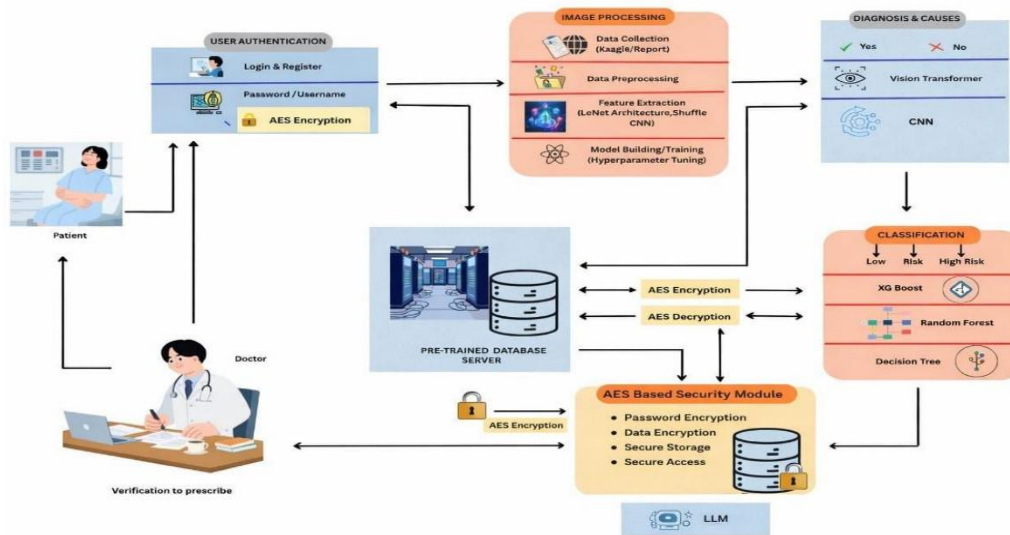 USER AUTHENTICATION
Login & Register
Password /Username
AES Encryption
IMAGE PROCESSING
Data Collection
(Kaagle/Report)
Data Preprocessing
Feature Extraction
(LeNet Architecture,Shuffle
CNN)
Model Building/Training
(Hyperparameter Tuning)
DIAGNOSIS & CAUSES
Yes
No
Vision Transformer
CNN
Patient
CLASSIFICATION
Low
Risk
High Risk
XG Boost
Random Forest
Decision Tree
AES Encryption
AES Decryption
PRE-TRAINED DATABASE
SERVER
Doctor
Verification to prescribe
AES Encryption
AES Based Security Module
• Password Encryption
• Data Encryption
• Secure Storage
• Secure Access
LLM